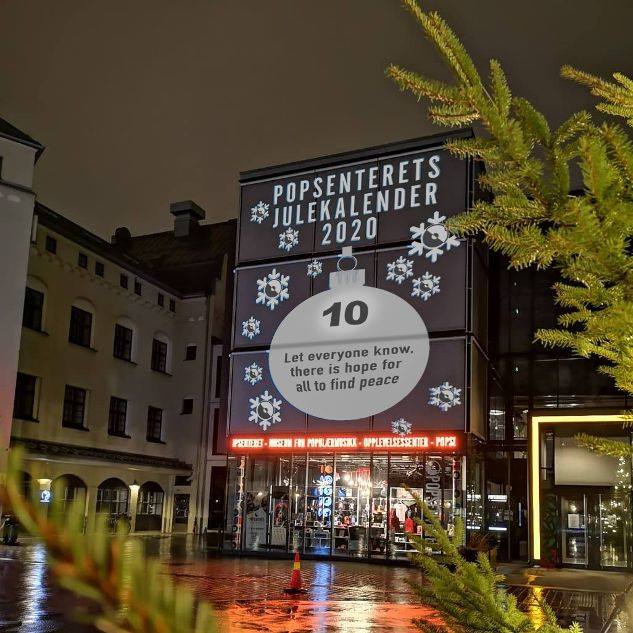 POPSENTERETS
JULEKALENDER
2020
10
Let everyone know,
there is hope for
all to find peace
PSENTERET - MUSEUM FOR POPULÆRMUSIKK - OPPLEVELSESSENTER - POPS